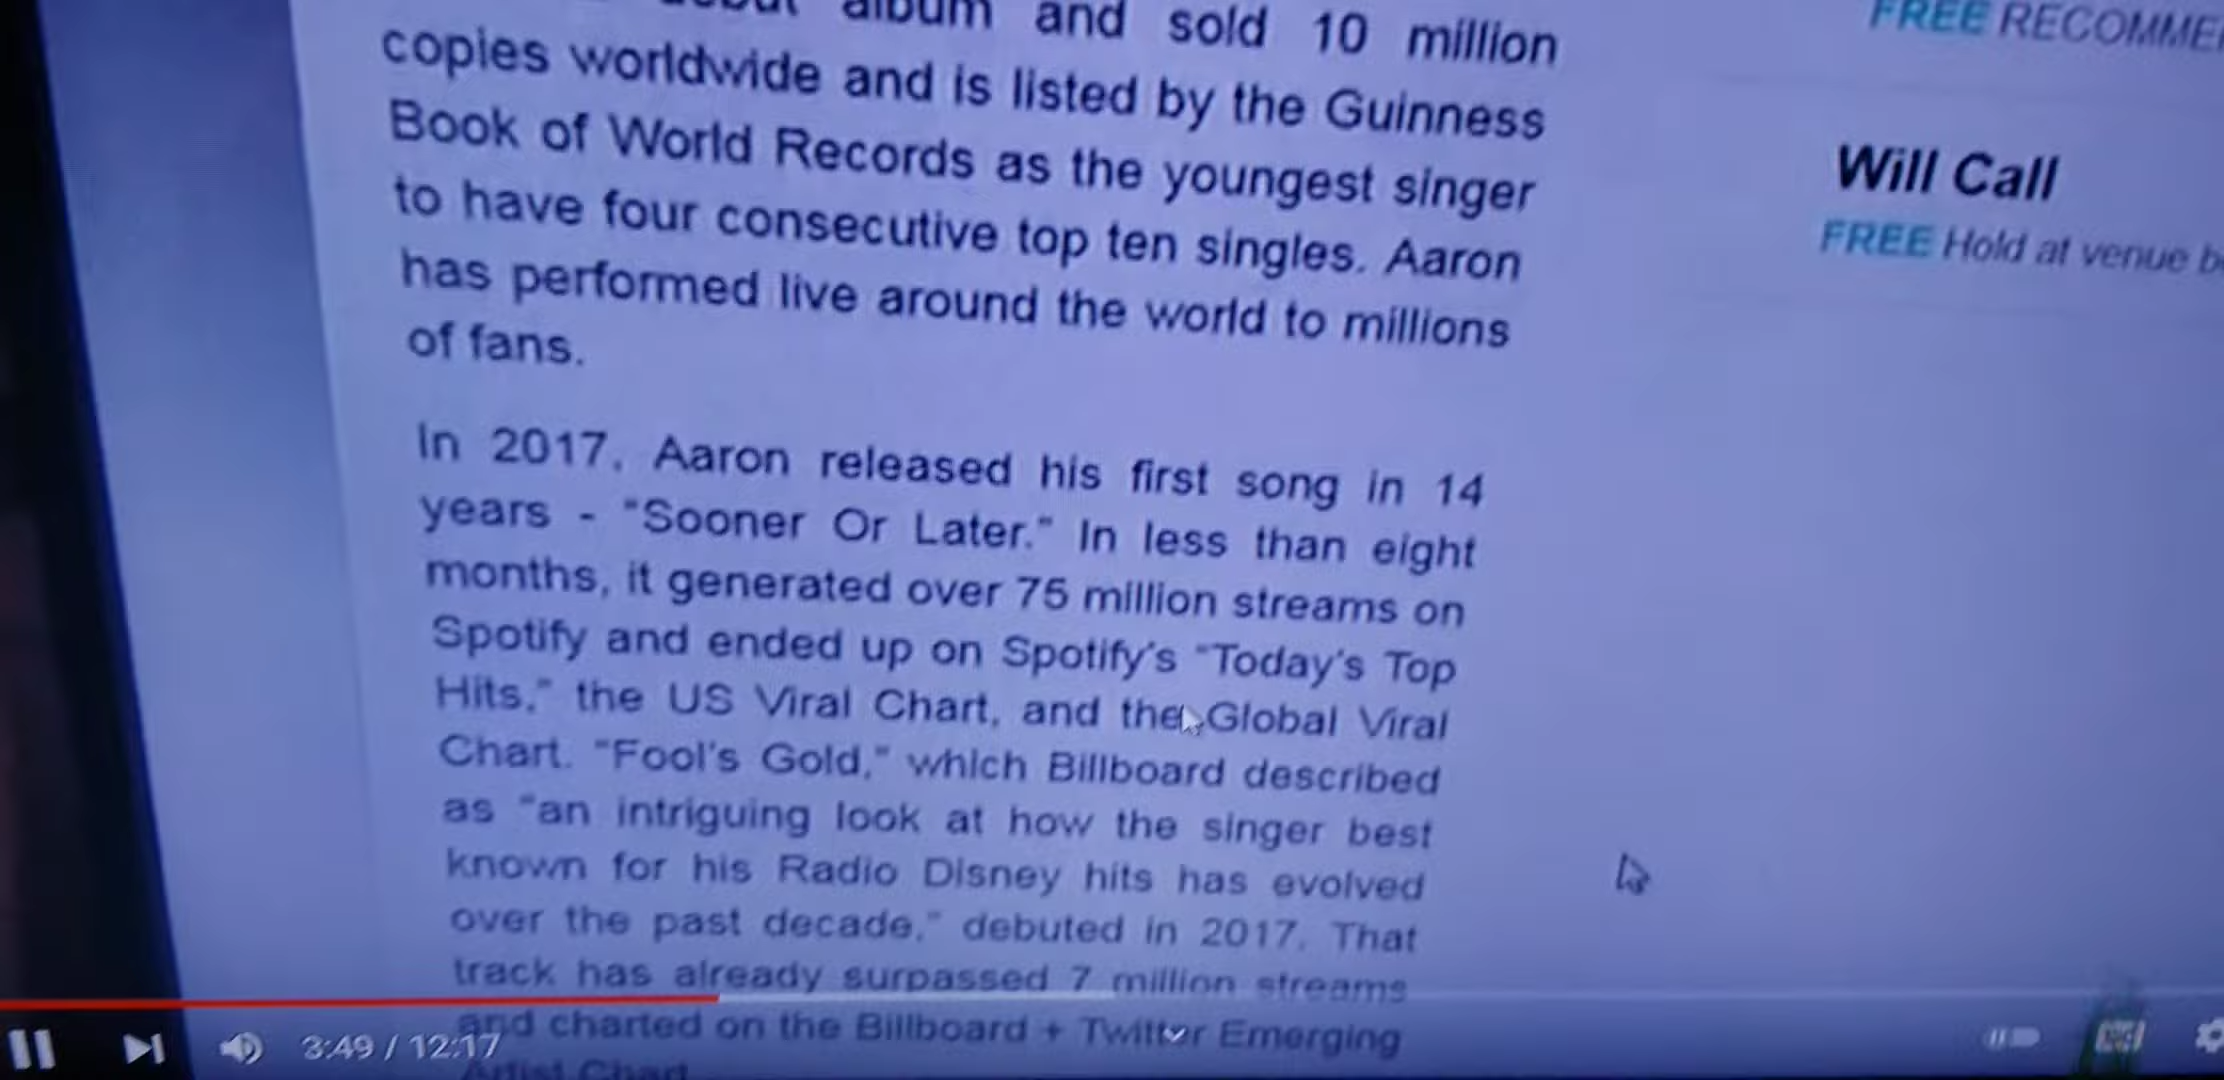 debut album and sold 10 million
copies worldwide and is listed by the Guinness
Book of World Records as the youngest singer
to have four consecutive top ten singles. Aaron
has performed live around the world to millions
of fans.
In 2017, Aaron released his first song in 14
years - "Sooner Or Later." In less than eight
months, it generated over 75 million streams on
Spotify and ended up on Spotify's "Today's Top
Hits," the US Viral Chart, and the Global Viral
Chart. "Fool's Gold," which Billboard described
as "an intriguing look at how the singer best
known for his Radio Disney hits has evolved
over the past decade," debuted in 2017. That
track has already surpassed 7 million streams
and charted on the Billboard + Twitter Emerging
Artist Chart
FREE RECOMME
Will Call
FREE Hold at venue b
3:49 / 12:17